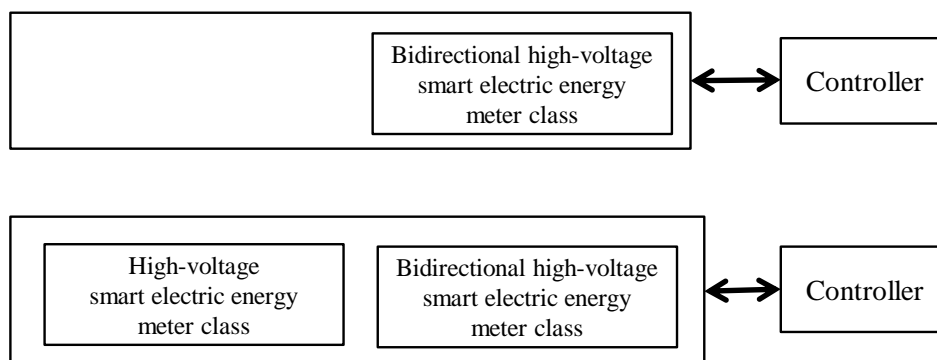 Bidirectional high-voltage
smart electric energy
meter class
Controller
High-voltage
smart electric energy
meter class
Bidirectional high-voltage
smart electric energy
meter class
Controller